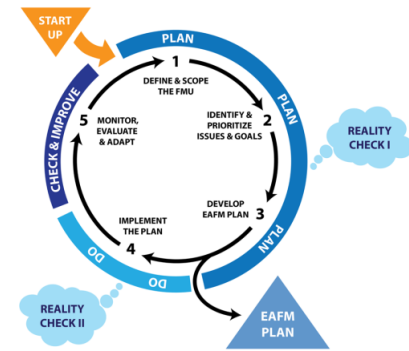 START
UP
PLAN
1
DEFINE & SCOPE
THE FMU
PLAN
2
IDENTIFY &
PRIORITIZE
ISSUES & GOALS
REALITY
CHECK I
3
DEVELOP
EAFM PLAN
PLAN
4
IMPLEMENT
THE PLAN
DO
DO
REALITY
CHECK II
5
MONITOR,
EVALUATE
& ADAPT
CHECK & IMPROVE
EAFM
PLAN